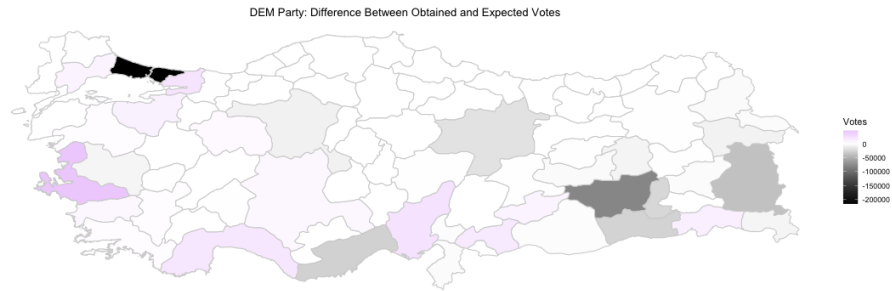 DEM Party: Difference Between Obtained and Expected Votes
Votes
0
-50000
-100000
-150000
-200000